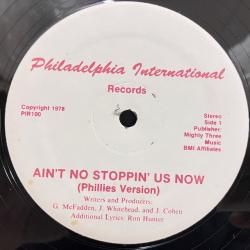 Philadelphia International
Records
Copyright 1978
PIR100
Stereo
Side 1
Publisher:
Mighty Three
Music
BMI Affiliates
AIN'T NO STOPPIN' US NOW
(Phillies Version)
Writers and Producers:
G. McFadden, J. Whitehead, and J. Cohen
Additional Lyrics: Ron Hunter